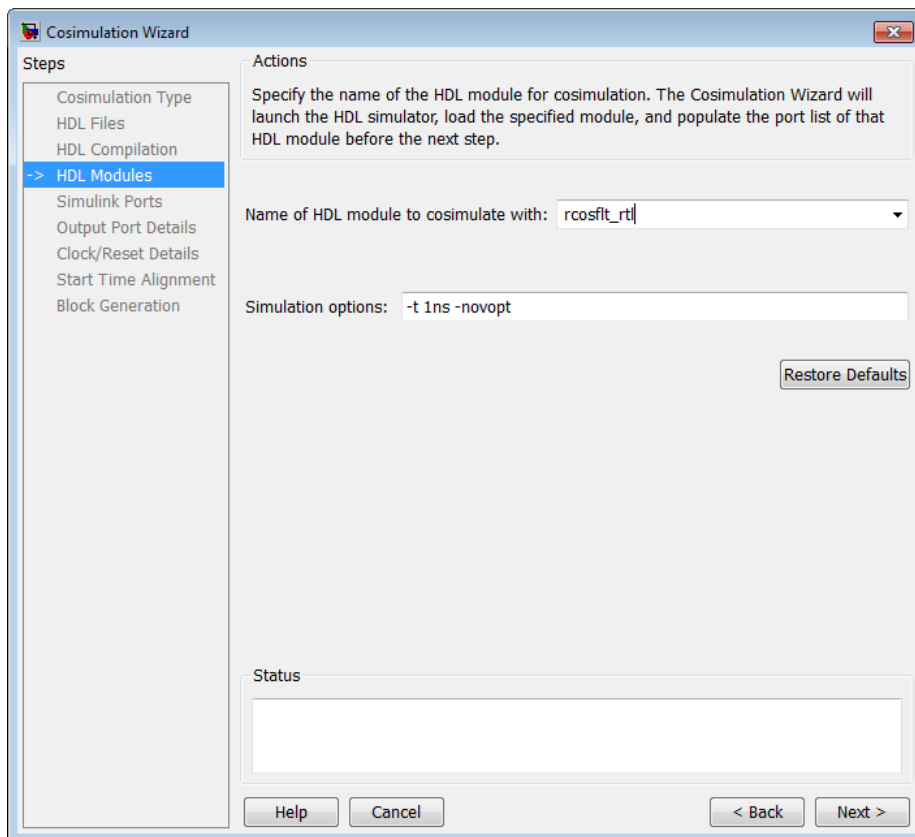 Cosimulation Wizard
Steps
Cosimulation Type
HDL Files
HDL Compilation
-> HDL Modules
Simulink Ports
Output Port Details
Clock/Reset Details
Start Time Alignment
Block Generation
Actions
Specify the name of the HDL module for cosimulation. The Cosimulation Wizard will
launch the HDL simulator, load the specified module, and populate the port list of that
HDL module before the next step.
Name of HDL module to cosimulate with: rcosflt_rtl
Simulation options: -t 1ns -novopt
Restore Defaults
Status
Help Cancel < Back Next >